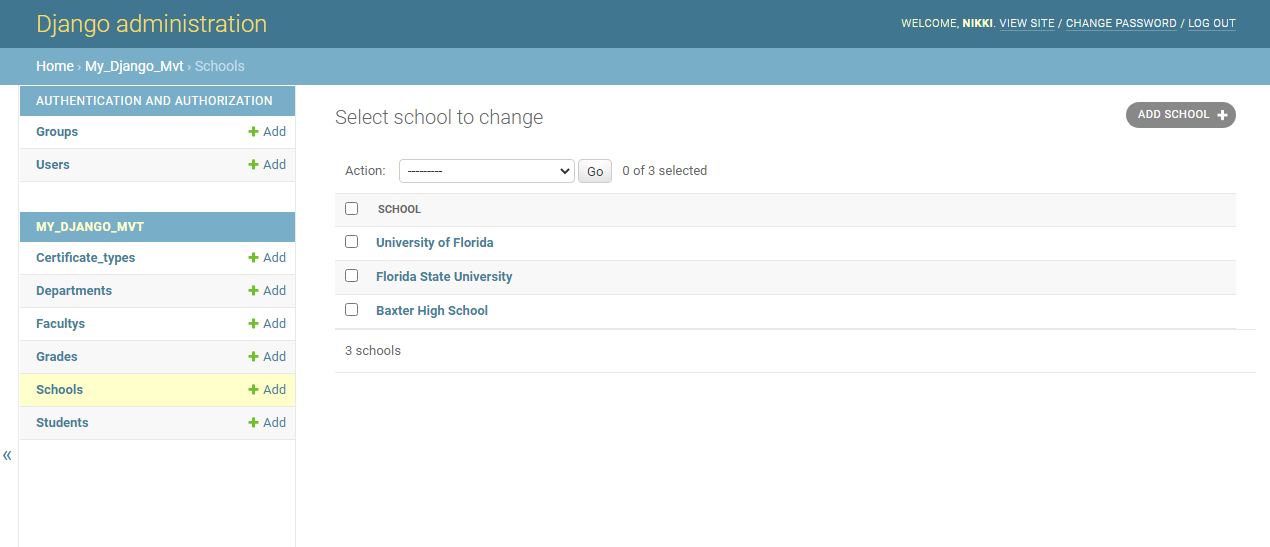 Django administration
WELCOME, NIKKI. VIEW SITE / CHANGE PASSWORD / LOG OUT
Home › My_Django_Mvt › Schools
AUTHENTICATION AND AUTHORIZATION
Groups + Add
Users + Add
MY_DJANGO_MVT
Certificate_types + Add
Departments + Add
Facultys + Add
Grades + Add
Schools + Add
Students + Add
«
Select school to change
ADD SCHOOL +
Action: --------- Go 0 of 3 selected
SCHOOL
University of Florida
Florida State University
Baxter High School
3 schools